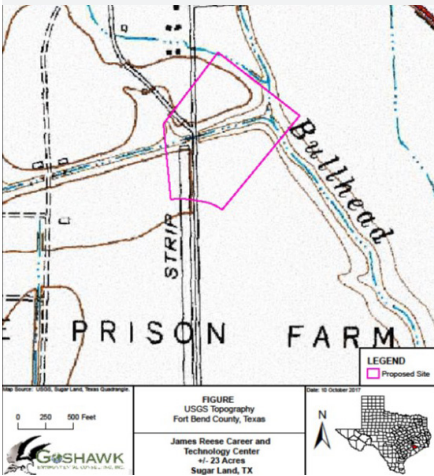 Bullhead
STRIP
E PRISON FARM
LEGEND
Proposed Site
Map Source: USGS, Sugar Land, Texas Quadrangle.
0 250 500 Feet
GOSHAWK
FIGURE
USGS Topography
Fort Bend County, Texas
James Reese Career and
Technology Center
+/- 23 Acres
Sugar Land, TX
Date: 10 October 2017
N